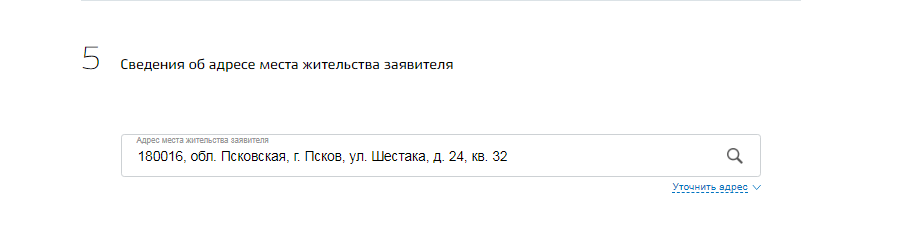 5
Сведения об адресе места жительства заявителя
Адрес места жительства заявителя
180016, обл. Псковская, г. Псков, ул. Шестака, д. 24, кв. 32
Уточнить адрес